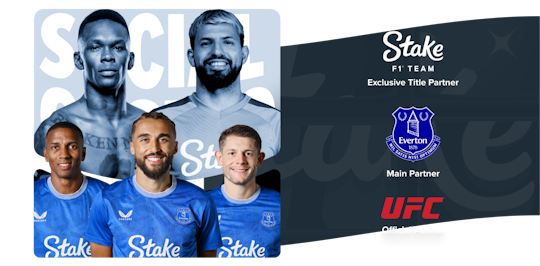 SOCIAL
Stake
F1® TEAM
Exclusive Title Partner
Everton
1878
NIL SATIS NISI OPTIMUM
Main Partner
UFC
Stake
Stake
Stake
Stake